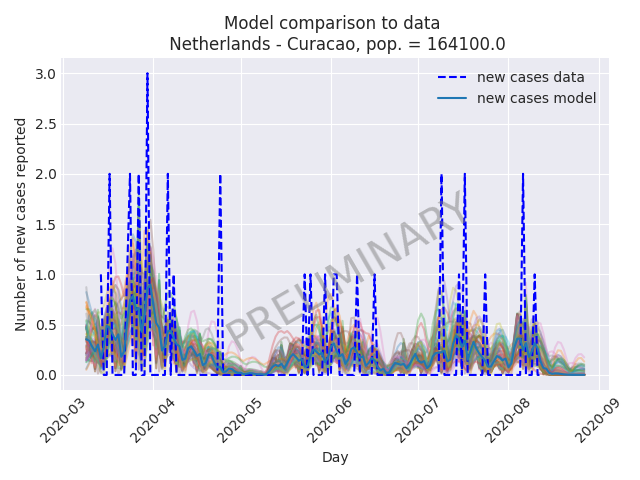 Model comparison to data
Netherlands - Curacao, pop. = 164100.0
new cases data
new cases model
Number of new cases reported
3.0
2.5
2.0
1.5
1.0
0.5
0.0
PRELIMINARY
2020-03
2020-04
2020-05
2020-06
2020-07
2020-08
2020-09
Day